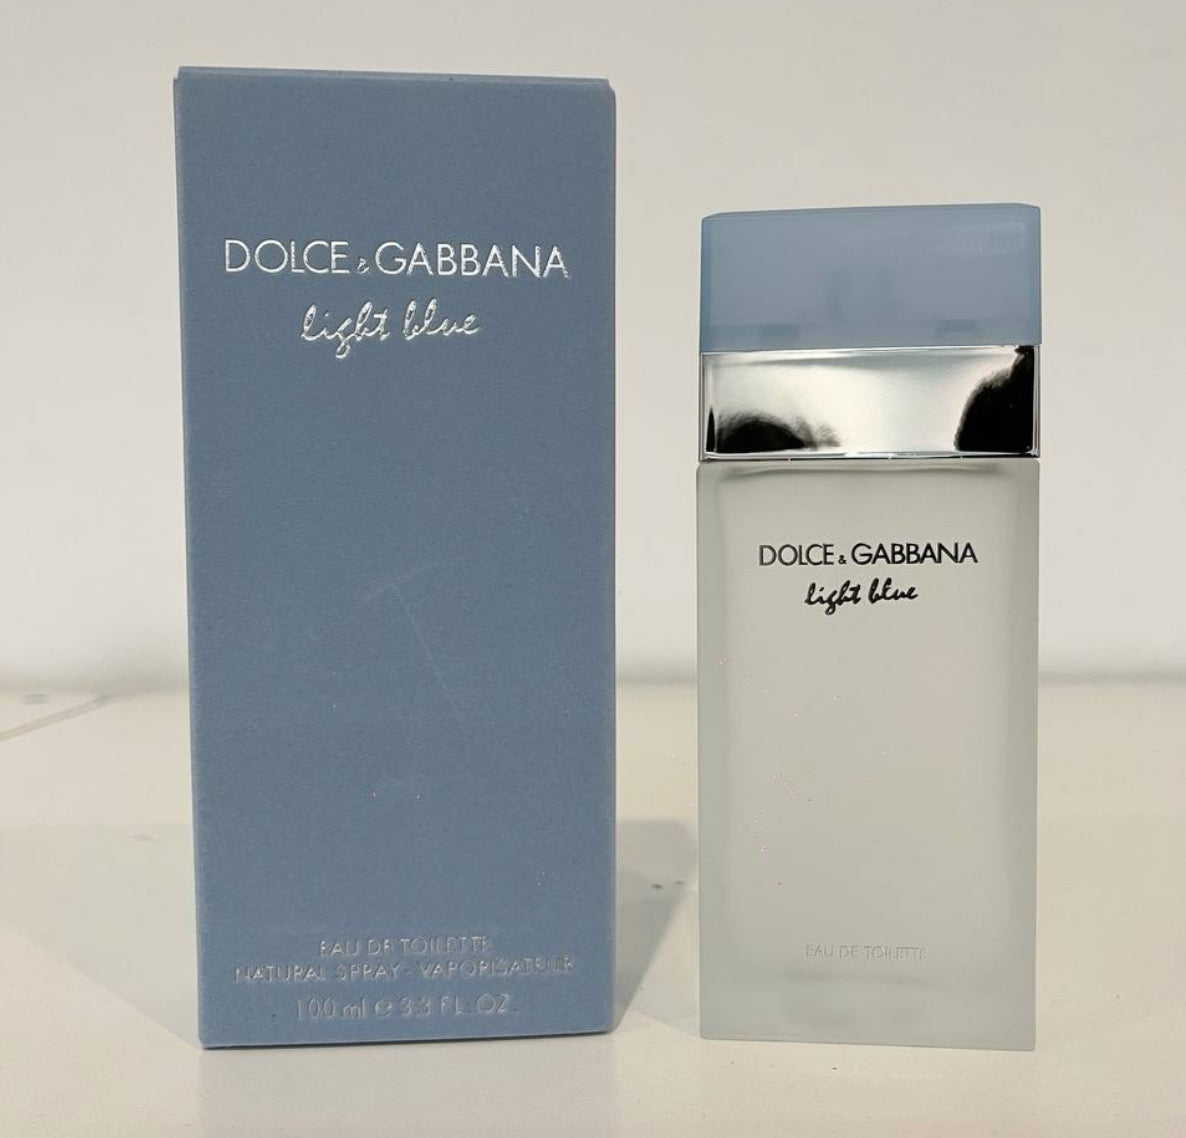 DOLCE & GABBANA
light blue
EAU DE TOILETTE
NATURAL SPRAY - VAPORISATEUR
100 ml e 3.3 FL. OZ.
DOLCE & GABBANA
light blue
EAU DE TOILETTE